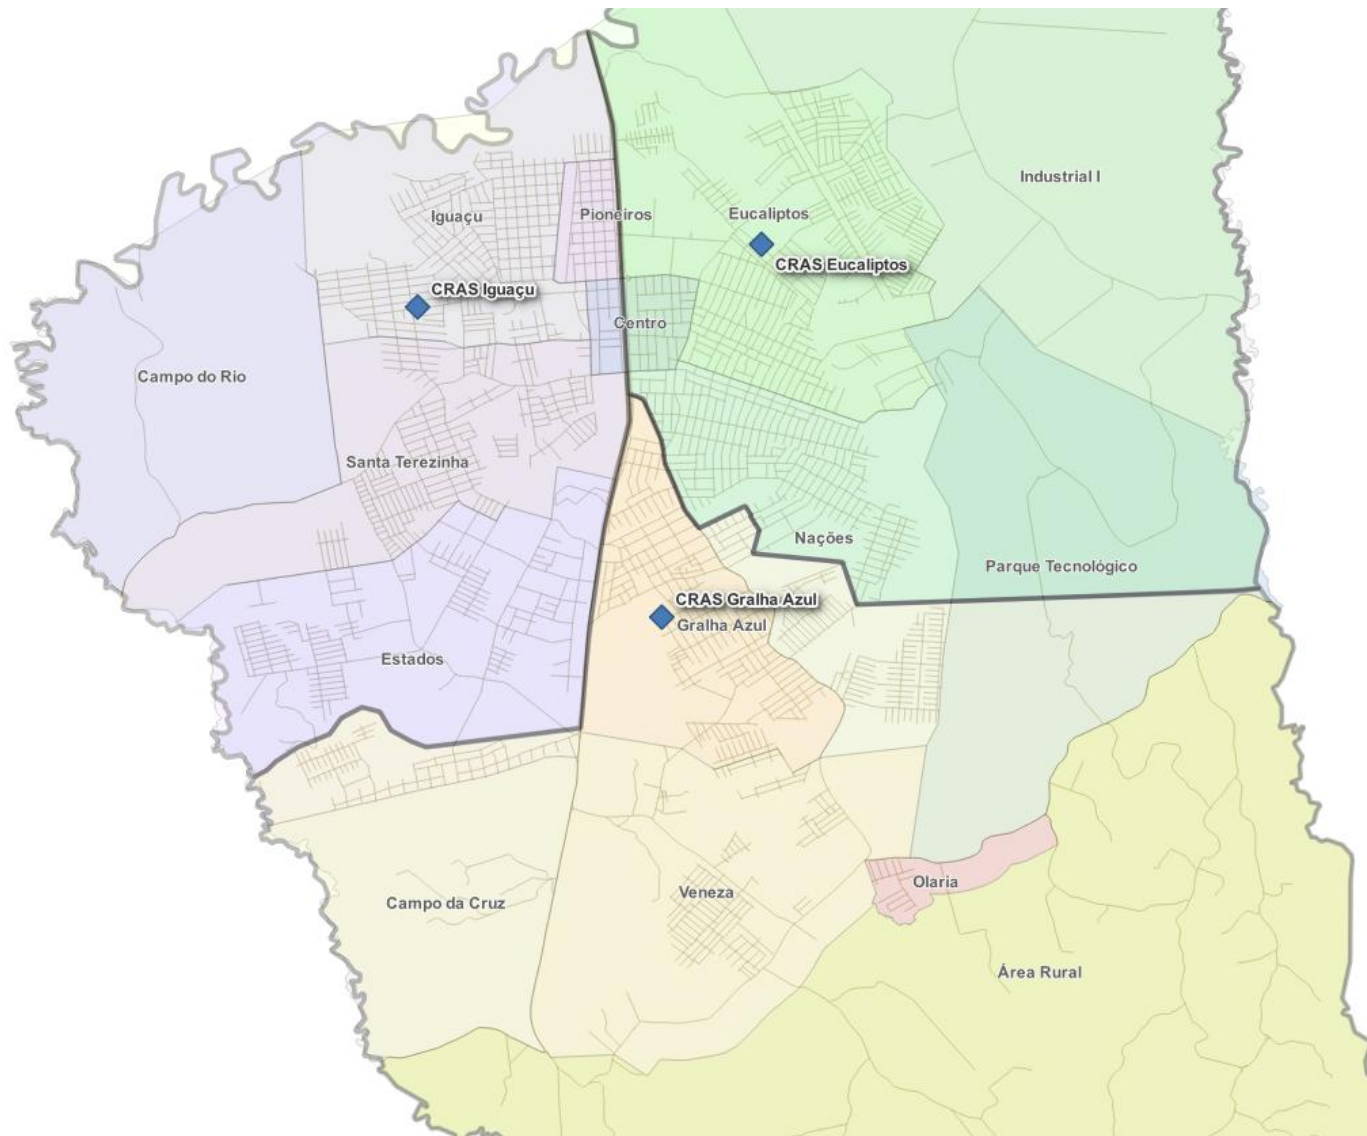 Industrial I
Iguaçu
Pioneiros
Eucaliptos
CRAS Eucaliptos
CRAS Iguaçu
Centro
Campo do Rio
Santa Terezinha
Nações
Parque Tecnológico
CRAS Gralha Azul
Gralha Azul
Estados
Olaria
Veneza
Campo da Cruz
Área Rural